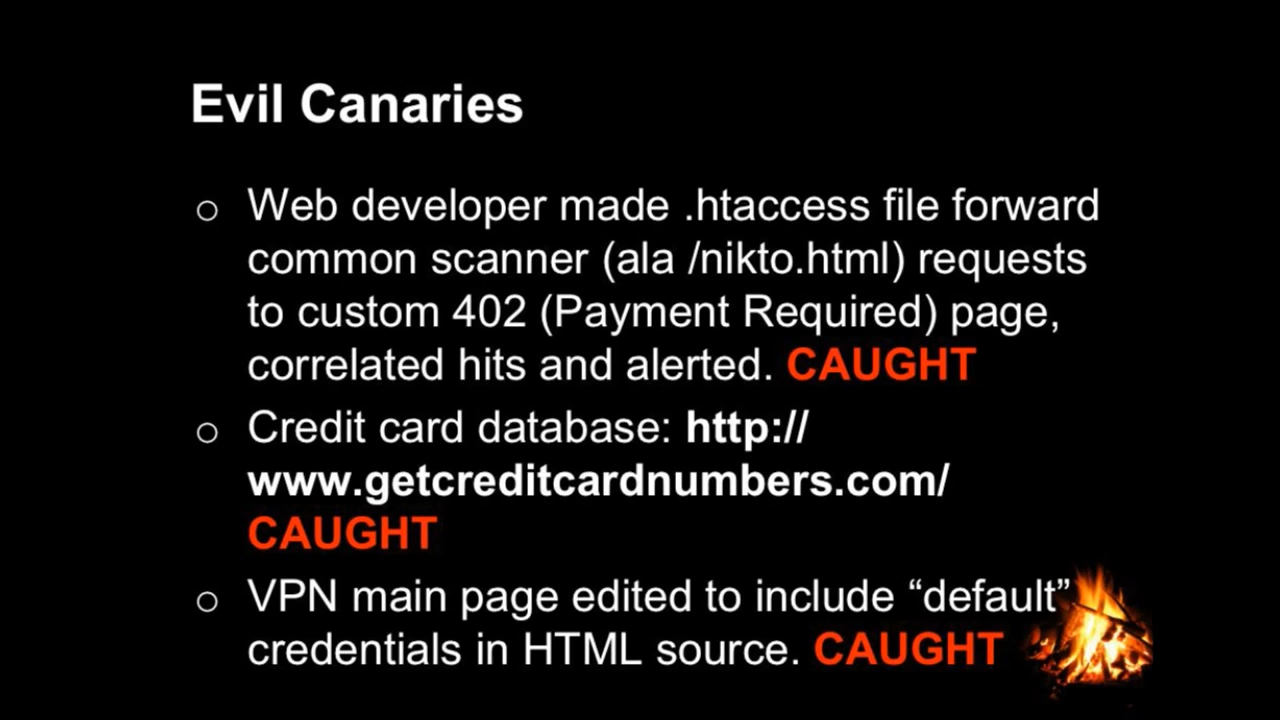 Evil Canaries
o Web developer made .htaccess file forward
common scanner (ala /nikto.html) requests
to custom 402 (Payment Required) page,
correlated hits and alerted. CAUGHT
o Credit card database: http://
www.getcreditcardnumbers.com/
CAUGHT
o VPN main page edited to include “default”
credentials in HTML source. CAUGHT